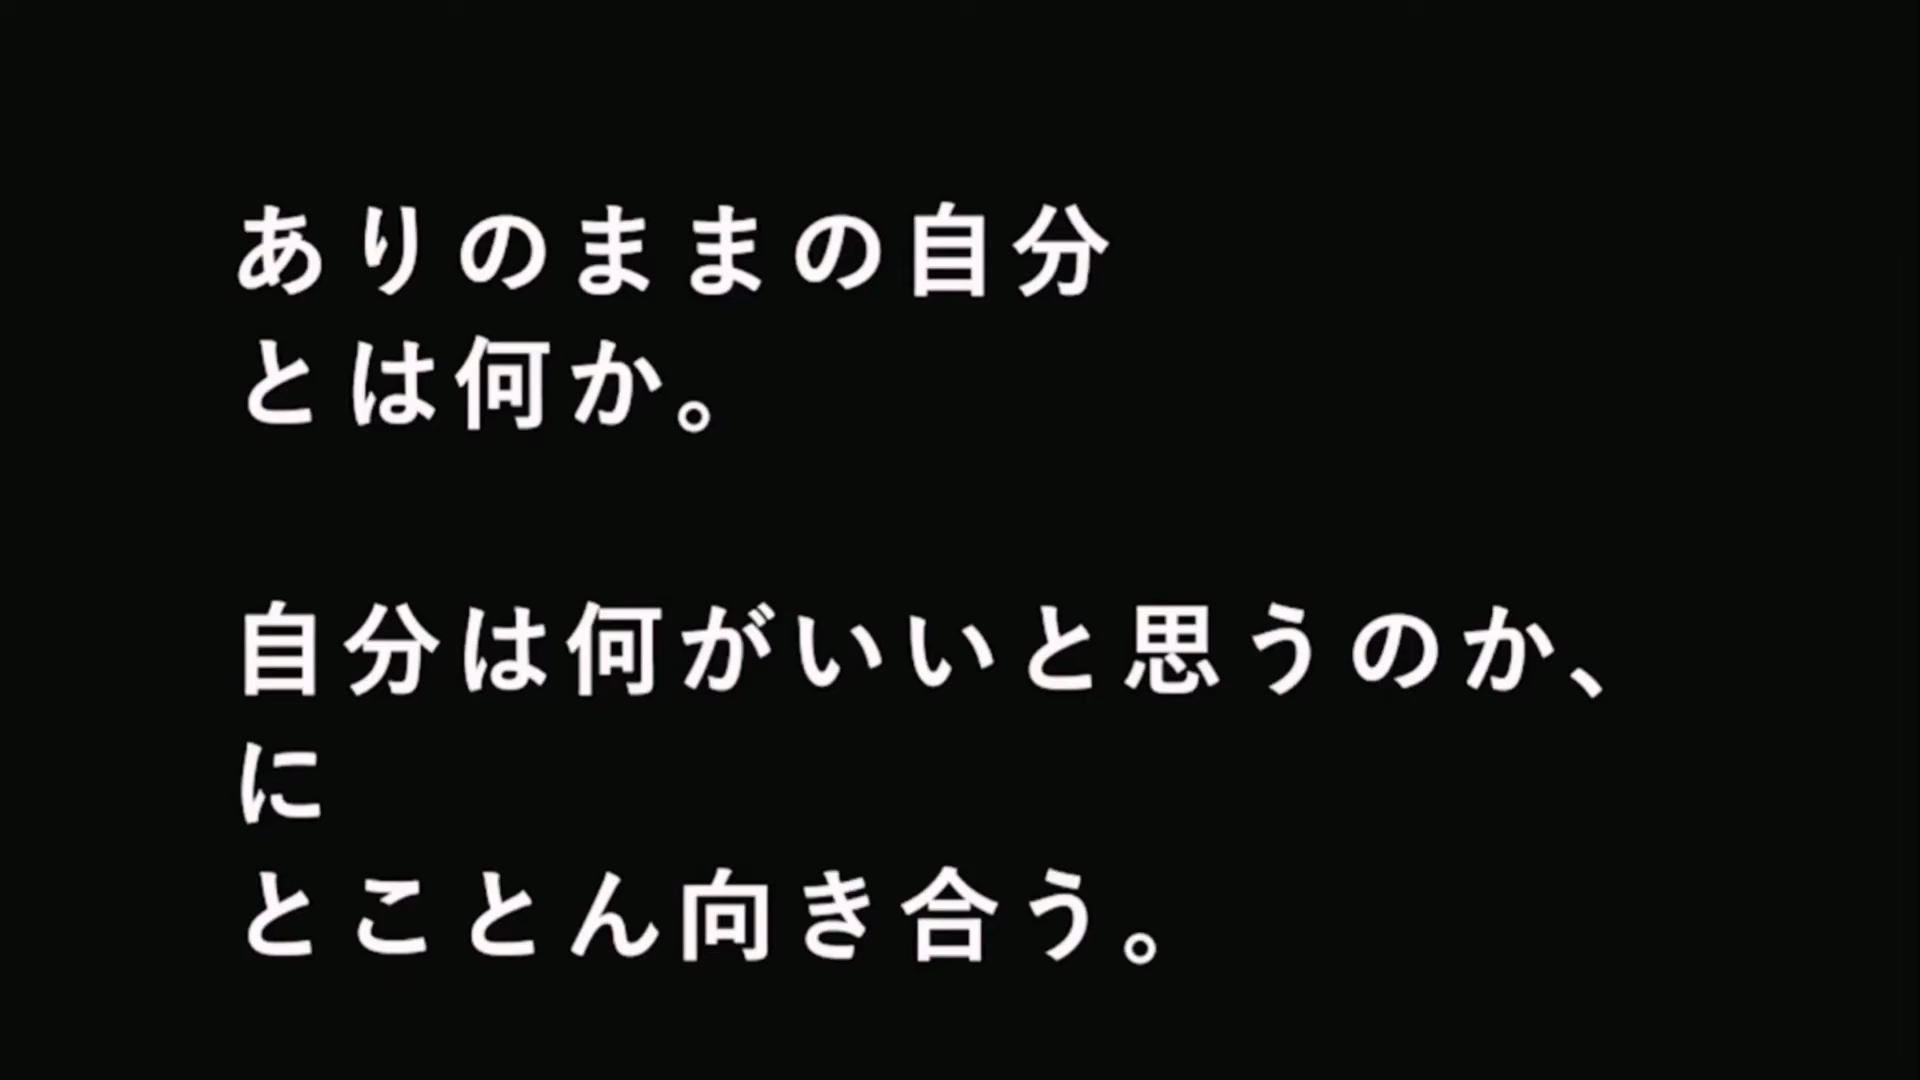 ありのままの自分
とは何か。
自分は何がいいと思うのか、
に
とことん向き合う。